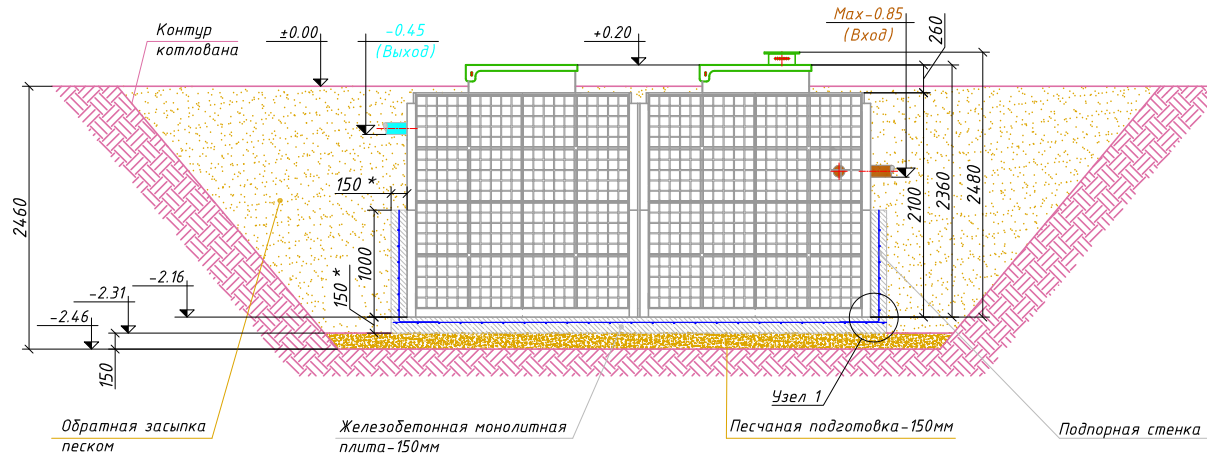 Контур
котлована
±0.00
-0.45
(Выход)
+0.20
Max-0.85
(Вход)
260
150 *
2460
1000
150 *
2100
2360
2480
-2.16
-2.31
-2.46
150
Узел 1
Обратная засыпка
песком
Железобетонная монолитная
плита-150мм
Песчаная подготовка-150мм
Подпорная стенка